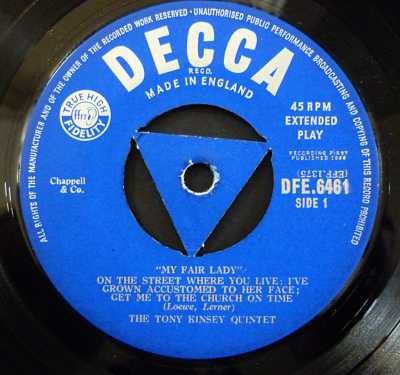 ALL RIGHTS OF THE MANUFACTURER AND OF THE OWNER OF THE RECORDED WORK RESERVED · UNAUTHORISED PUBLIC PERFORMANCE BROADCASTING AND COPYING OF THIS RECORD PROHIBITED
DECCA
REGD.
MADE IN ENGLAND
TRUE HIGH
FIDELITY
45 RPM
EXTENDED
PLAY
RECORDING FIRST
PUBLISHED
Chappell
& Co.
DFE.6461
SIDE 1
"MY FAIR LADY"
ON THE STREET WHERE YOU LIVE; I'VE
GROWN ACCUSTOMED TO HER FACE;
GET ME TO THE CHURCH ON TIME
(Loewe, Lerner)
THE TONY KINSEY QUINTET